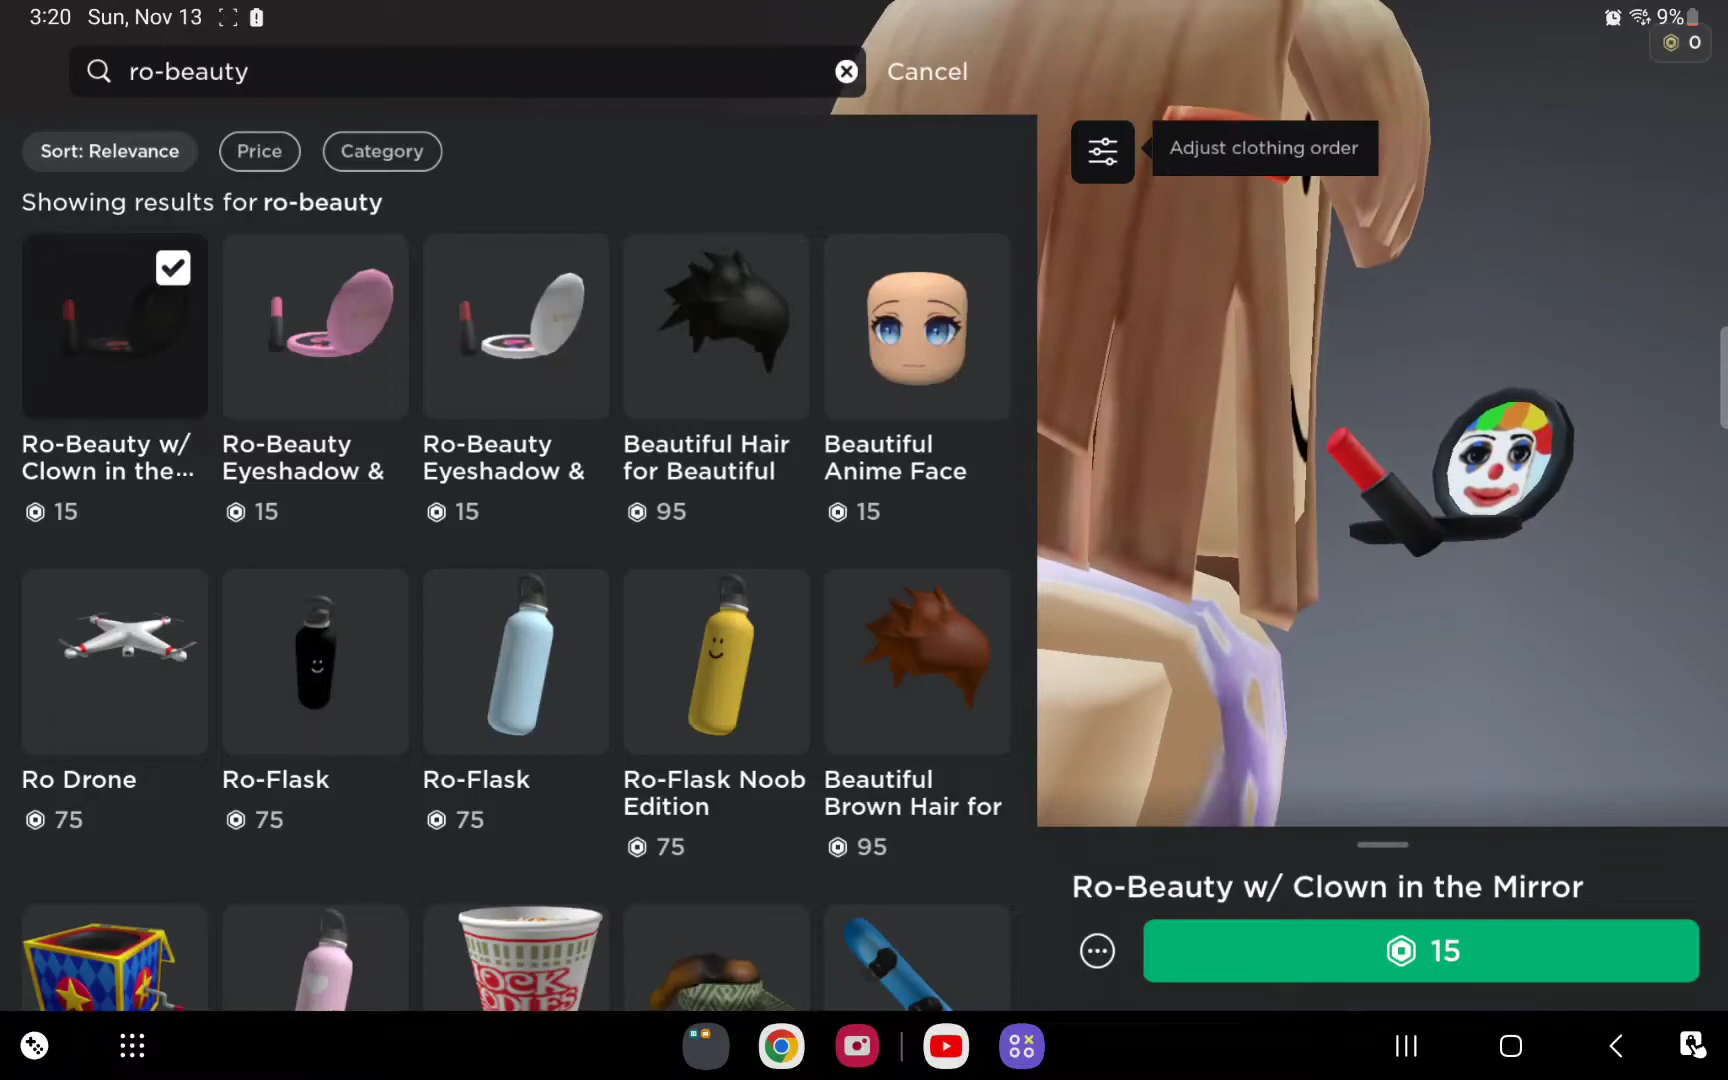 3:20 Sun, Nov 13
9%
0
ro-beauty
Cancel
Sort: Relevance
Price
Category
Adjust clothing order
Showing results for ro-beauty
Ro-Beauty w/
Clown in the...
15
Ro-Beauty
Eyeshadow &
15
Ro-Beauty
Eyeshadow &
15
Beautiful Hair
for Beautiful
95
Beautiful
Anime Face
15
Ro Drone
75
Ro-Flask
75
Ro-Flask
75
Ro-Flask Noob
Edition
75
Beautiful
Brown Hair for
95
Ro-Beauty w/ Clown in the Mirror
15